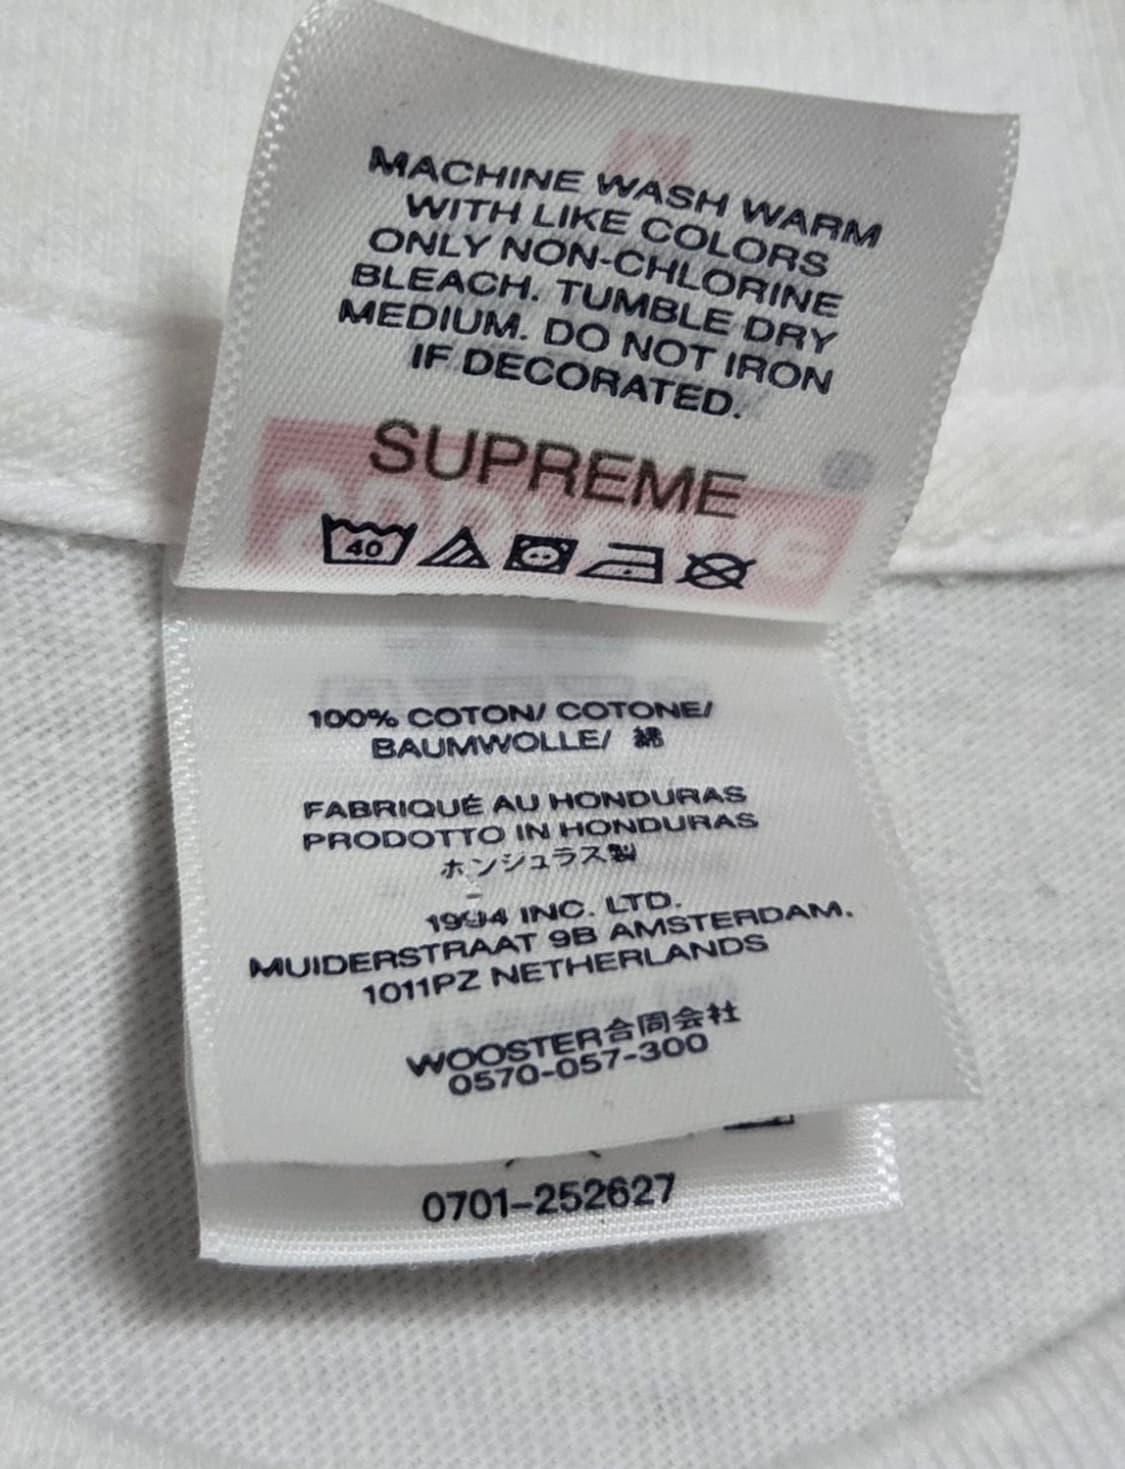 MACHINE WASH WARM
WITH LIKE COLORS
ONLY NON-CHLORINE
BLEACH. TUMBLE DRY
MEDIUM. DO NOT IRON
IF DECORATED.
SUPREME
40
100% COTON/ COTONE/
BAUMWOLLE/ 綿
FABRIQUÉ AU HONDURAS
PRODOTTO IN HONDURAS
ホンジュラス製
1994 INC. LTD.
MUIDERSTRAAT 9B AMSTERDAM.
1011PZ NETHERLANDS
WOOSTER合同会社
0570-057-300
0701-252627